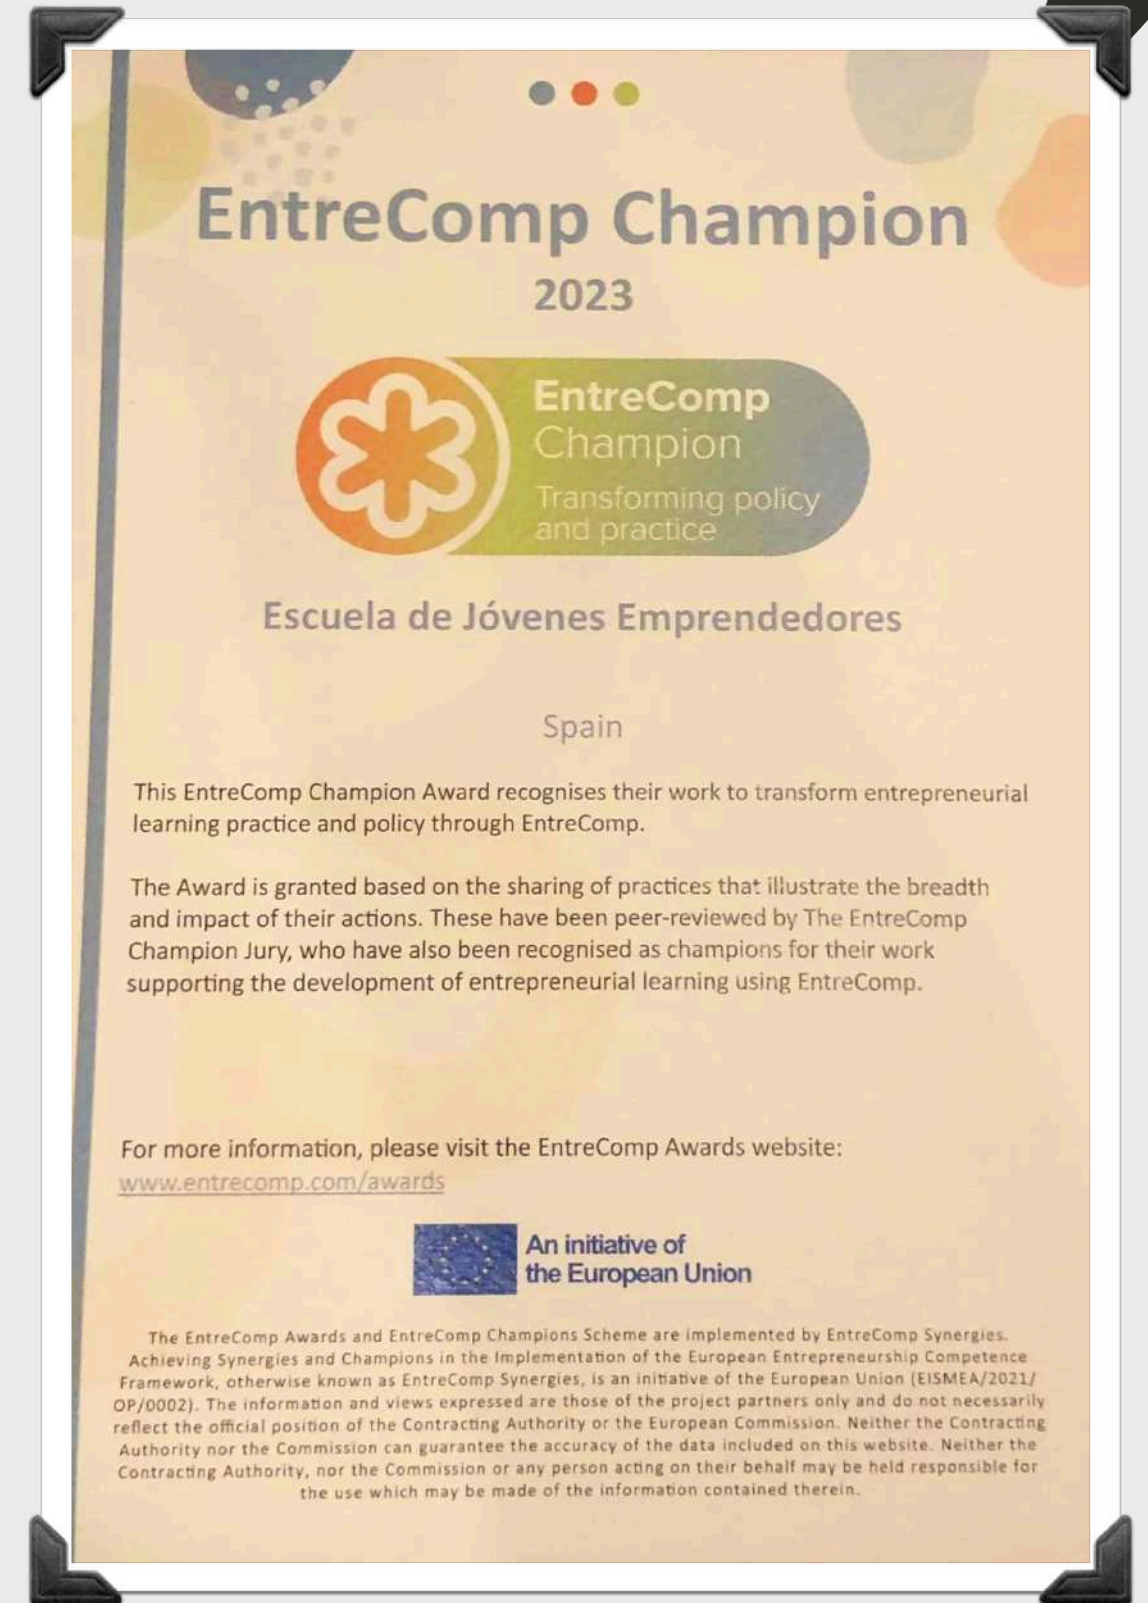 EntreComp Champion
2023
EntreComp
Champion
Transforming policy
and practice
Escuela de Jóvenes Emprendedores
Spain
This EntreComp Champion Award recognises their work to transform entrepreneurial
learning practice and policy through EntreComp.
The Award is granted based on the sharing of practices that illustrate the breadth
and impact of their actions. These have been peer-reviewed by The EntreComp
Champion Jury, who have also been recognised as champions for their work
supporting the development of entrepreneurial learning using EntreComp.
For more information, please visit the EntreComp Awards website:
www.entrecomp.com/awards
An initiative of
the European Union
The EntreComp Awards and EntreComp Champions Scheme are implemented by EntreComp Synergies.
Achieving Synergies and Champions in the Implementation of the European Entrepreneurship Competence
Framework, otherwise known as EntreComp Synergies, is an initiative of the European Union (EISMEA/2021/
OP/0002). The information and views expressed are those of the project partners only and do not necessarily
reflect the official position of the Contracting Authority or the European Commission. Neither the Contracting
Authority nor the Commission can guarantee the accuracy of the data included on this website. Neither the
Contracting Authority, nor the Commission or any person acting on their behalf may be held responsible for
the use which may be made of the information contained therein.